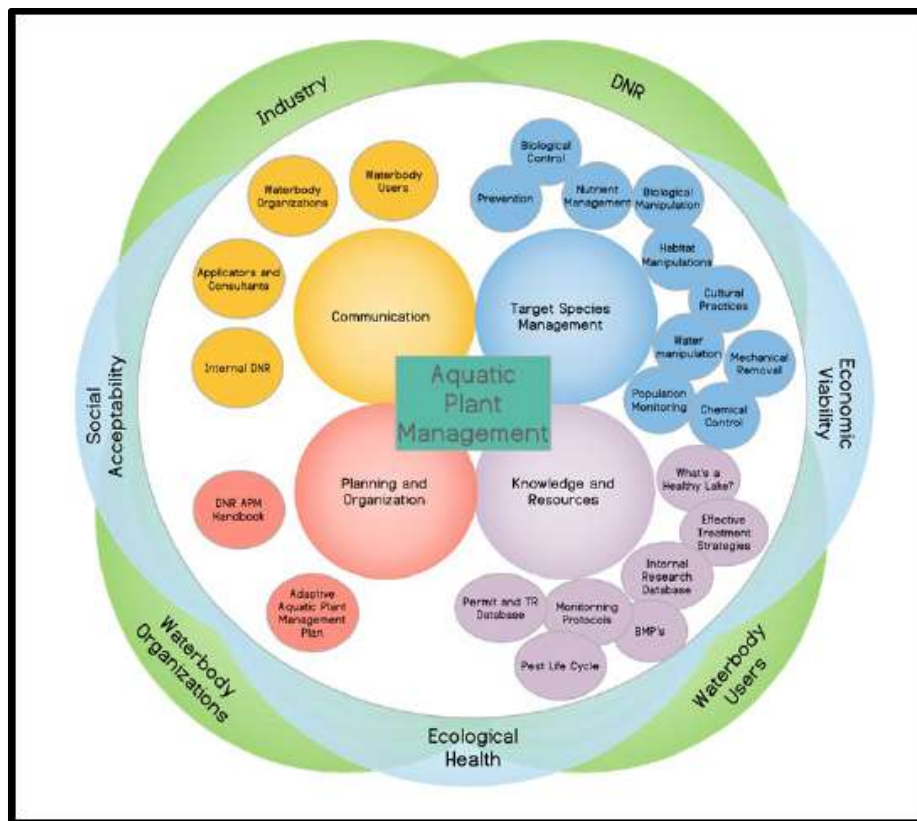 Industry
DNR
Biological
Control
Waterbody
Users
Waterbody
Organizations
Prevention
Nutrient
Management
Biological
Manipulation
Habitat
Manipulations
Applicators and
Consultants
Cultural
Practices
Communication
Target Species
Management
Water
manipulation
Mechanical
Removal
Internal DNR
Population
Monitoring
Chemical
Control
Aquatic
Plant
Management
Social
Acceptability
Economic
Viability
Planning and
Organization
Knowledge and
Resources
What's a
Healthy Lake?
DNR APM
Handbook
Effective
Treatment
Strategies
Internal
Research
Database
Adaptive
Aquatic Plant
Management
Plan
Permit and TR
Database
Monitorning
Protocols
BMP's
Pest Life Cycle
Waterbody
Organizations
Waterbody
Users
Ecological
Health